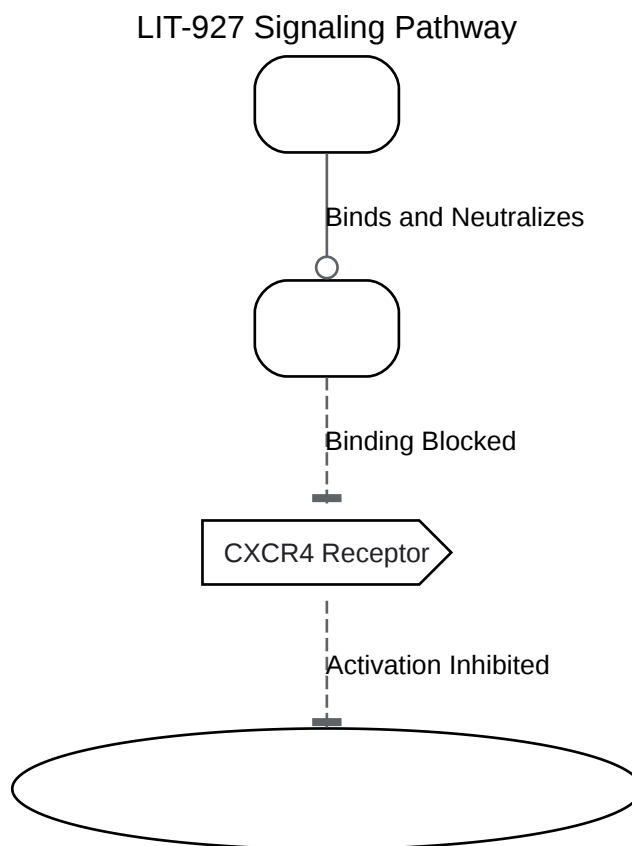 LIT-927 Signaling Pathway
Binds and Neutralizes
Binding Blocked
CXCR4 Receptor
Activation Inhibited